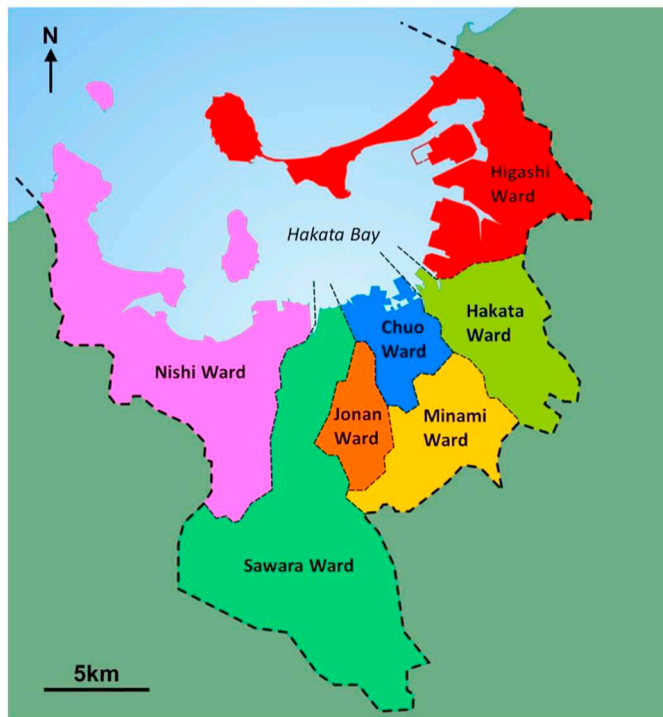 N
Higashi
Ward
Hakata Bay
Hakata
Ward
Chuo
Ward
Nishi Ward
Jonan
Ward
Minami
Ward
Sawara Ward
5km